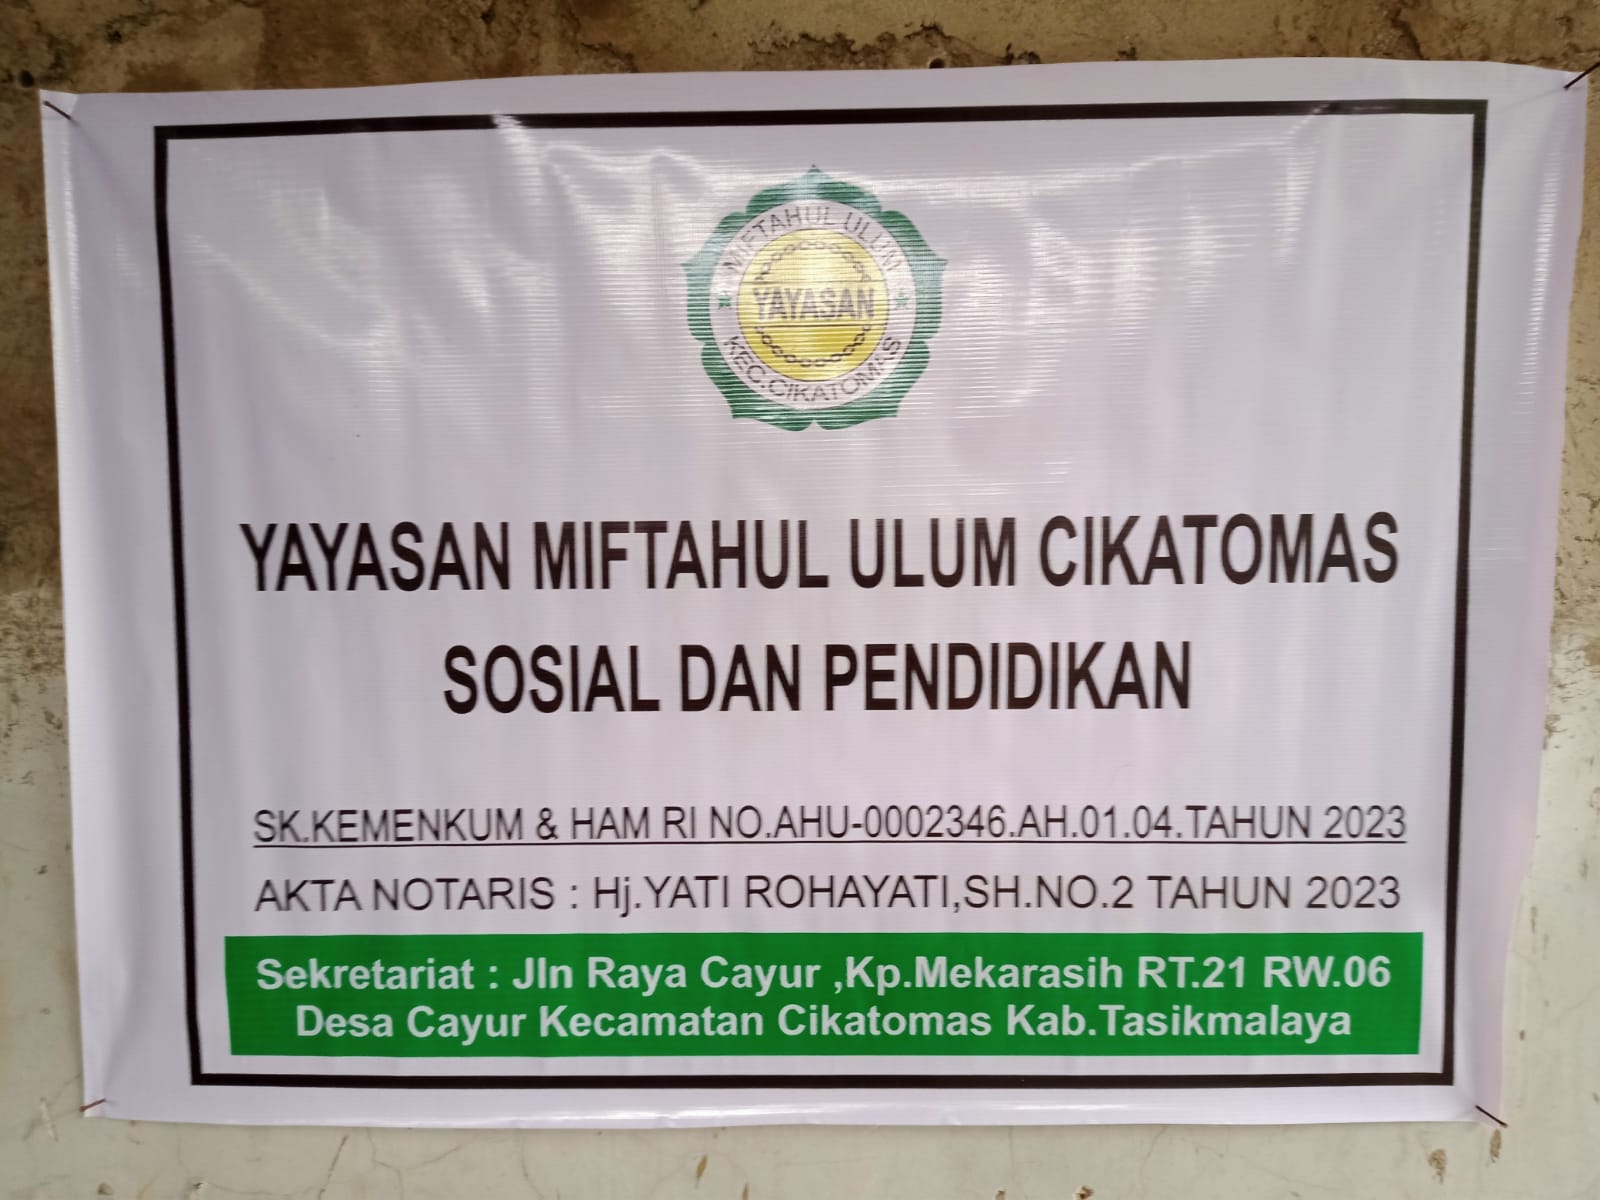 MIFTAHUL ULUM
YAYASAN
KEC.CIKATOMAS
YAYASAN MIFTAHUL ULUM CIKATOMAS
SOSIAL DAN PENDIDIKAN
SK.KEMENKUM & HAM RI NO.AHU-0002346.AH.01.04.TAHUN 2023
AKTA NOTARIS : Hj.YATI ROHAYATI,SH.NO.2 TAHUN 2023
Sekretariat : Jln Raya Cayur ,Kp.Mekarasih RT.21 RW.06
Desa Cayur Kecamatan Cikatomas Kab.Tasikmalaya